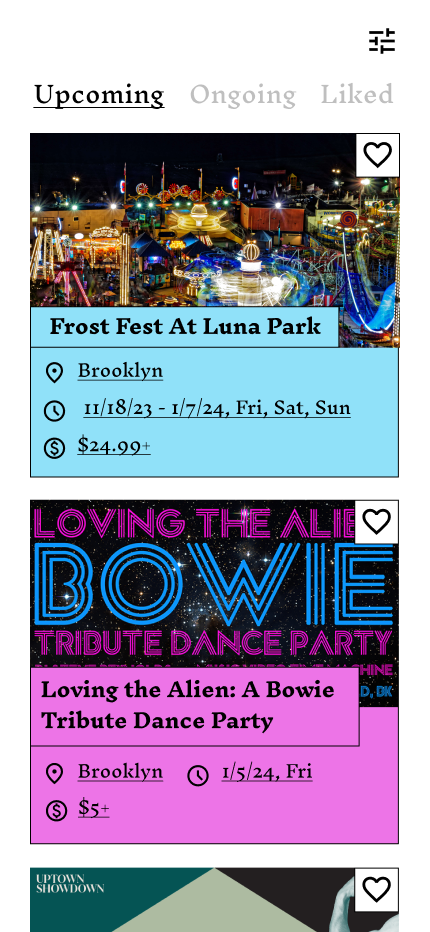 Upcoming Ongoing Liked
Frost Fest At Luna Park
Brooklyn
11/18/23 - 1/7/24, Fri, Sat, Sun
$24.99+
LOVING THE ALIE
BOWIE
TRIBUTE DANCE PARTY
D, BK
Loving the Alien: A Bowie
Tribute Dance Party
Brooklyn 1/5/24, Fri
$5+
UPTOWN
SHOWDOWN